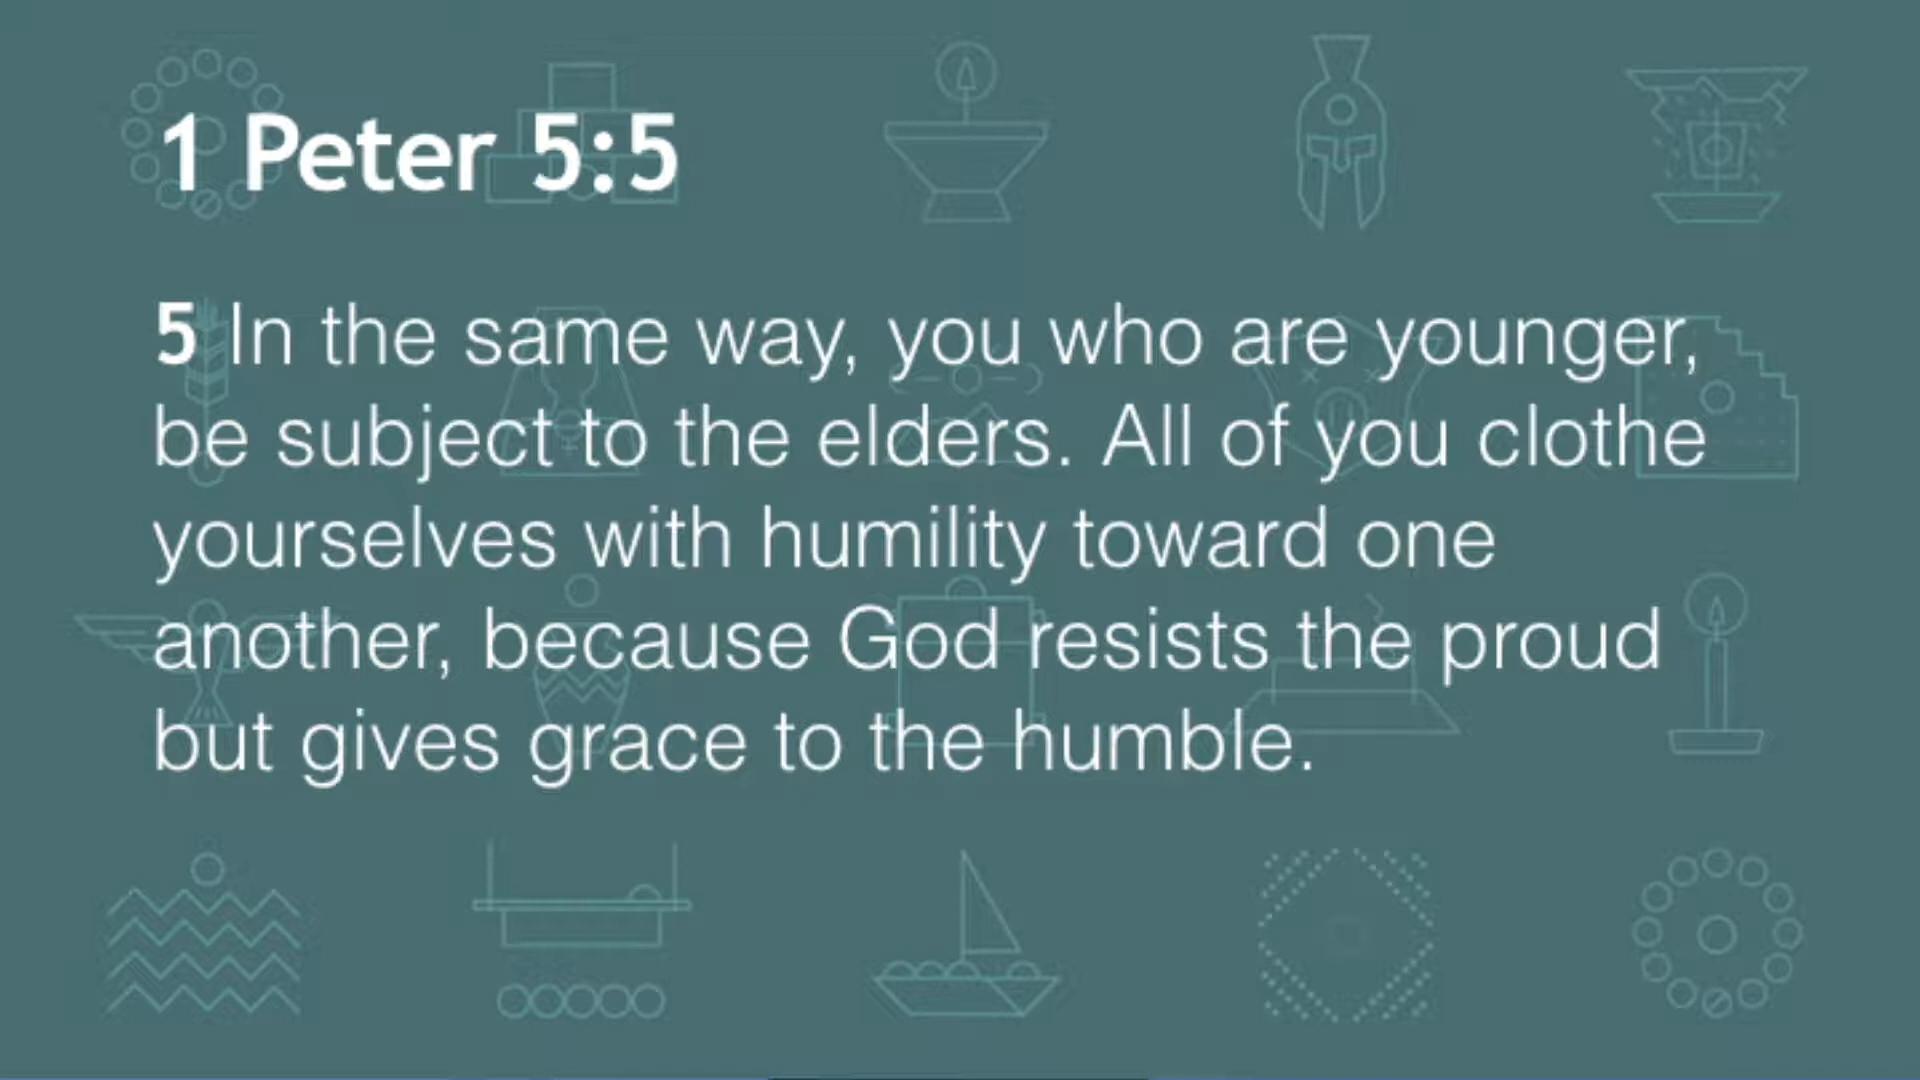 1 Peter 5:5
5 In the same way, you who are younger,
be subject to the elders. All of you clothe
yourselves with humility toward one
another, because God resists the proud
but gives grace to the humble.